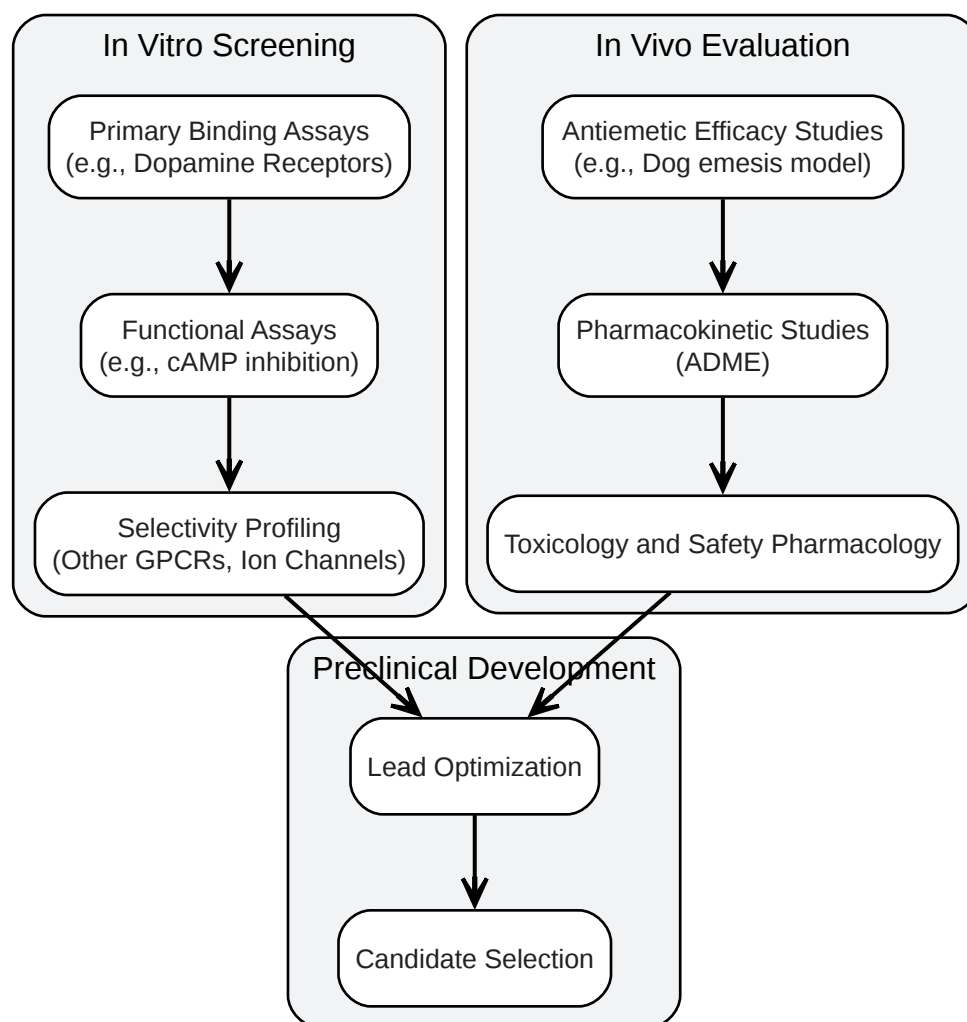 In Vitro Screening
Primary Binding Assays
(e.g., Dopamine Receptors)
Functional Assays
(e.g., cAMP inhibition)
Selectivity Profiling
(Other GPCRs, Ion Channels)
In Vivo Evaluation
Antiemetic Efficacy Studies
(e.g., Dog emesis model)
Pharmacokinetic Studies
(ADME)
Toxicology and Safety Pharmacology
Preclinical Development
Lead Optimization
Candidate Selection